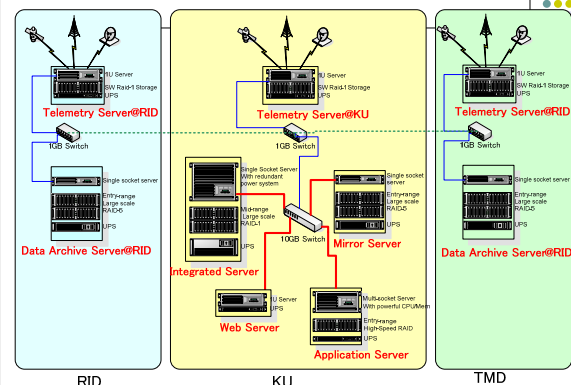 1U Server
SW Raid-1 Storage
UPS
Telemetry Server@RID
1GB Switch
Single socket server
Entry-range
Large scale
RAID-5
UPS
Data Archive Server@RID
RID
1U Server
SW Raid-1 Storage
UPS
Telemetry Server@KU
1GB Switch
Single Socket Server
With redundant
power system
Mid-range
Large scale
RAID-1
UPS
Integrated Server
10GB Switch
Single socket
server
Entry-range
Large scale
RAID-5
UPS
Mirror Server
1U Server
UPS
Web Server
Multi-socket Server
With powerful CPU/Mem
Entry-range
High-Speed RAID
UPS
Application Server
KU
1U Server
SW Raid-1 Storage
UPS
Telemetry Server@RID
1GB Switch
Single socket server
Entry-range
Large scale
RAID-5
UPS
Data Archive Server@RID
TMD